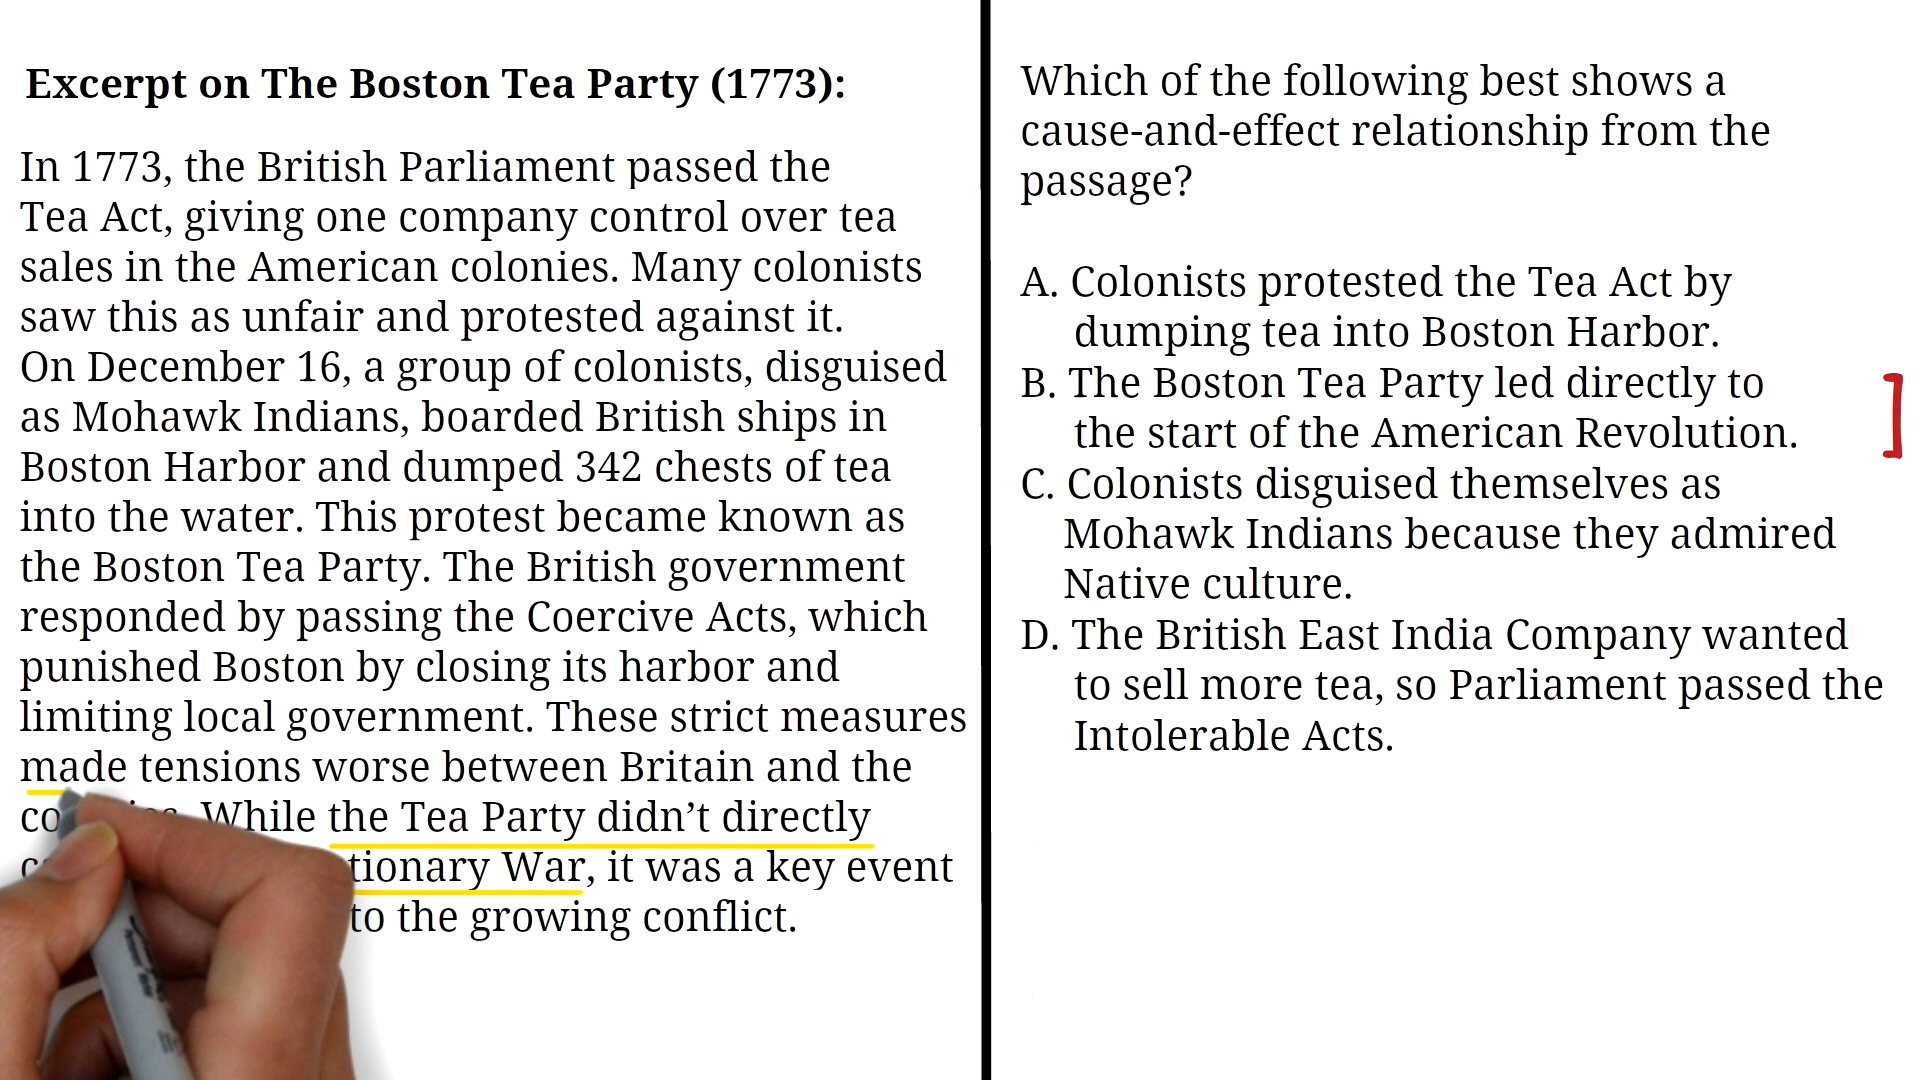 Excerpt on The Boston Tea Party (1773):
In 1773, the British Parliament passed the
Tea Act, giving one company control over tea
sales in the American colonies. Many colonists
saw this as unfair and protested against it.
On December 16, a group of colonists, disguised
as Mohawk Indians, boarded British ships in
Boston Harbor and dumped 342 chests of tea
into the water. This protest became known as
the Boston Tea Party. The British government
responded by passing the Coercive Acts, which
punished Boston by closing its harbor and
limiting local government. These strict measures
made tensions worse between Britain and the
While the Tea Party didn’t directly
War, it was a key event
to the growing conflict.
Which of the following best shows a
cause-and-effect relationship from the
passage?
A. Colonists protested the Tea Act by
dumping tea into Boston Harbor.
B. The Boston Tea Party led directly to
the start of the American Revolution.
C. Colonists disguised themselves as
Mohawk Indians because they admired
Native culture.
D. The British East India Company wanted
to sell more tea, so Parliament passed the
Intolerable Acts.